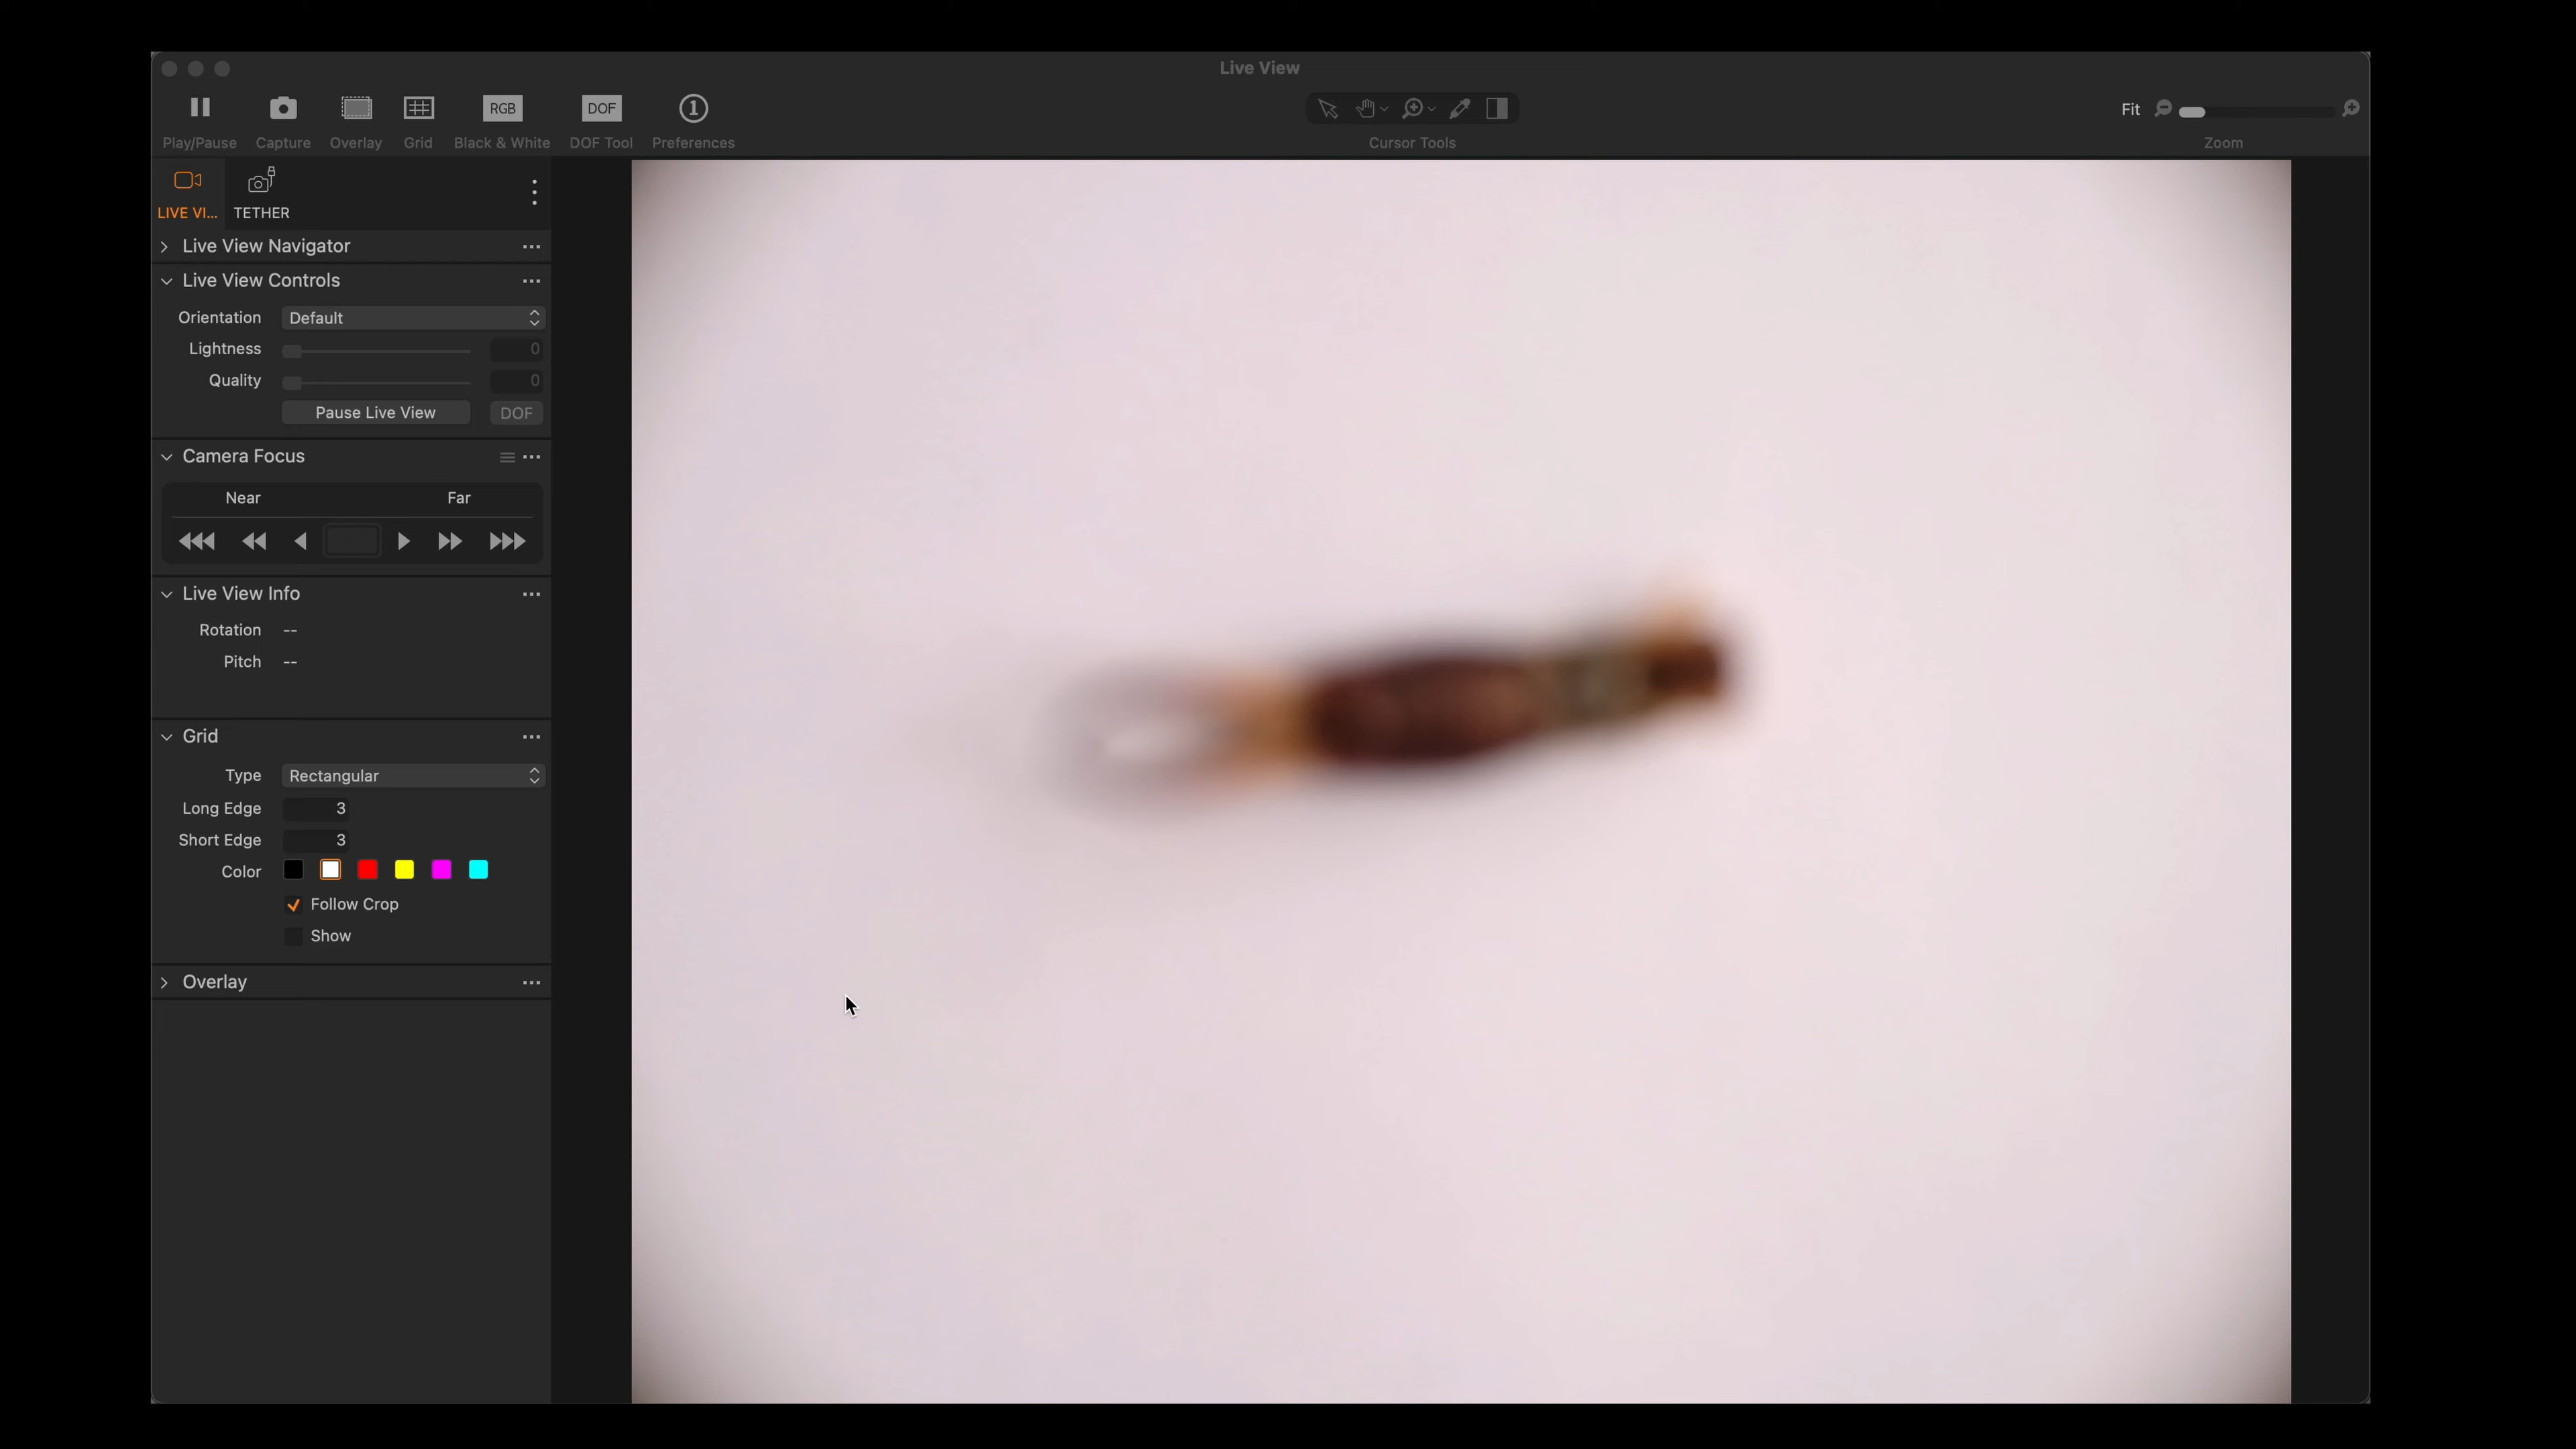 Live View
RGB DOF 1 Fit
Play/Pause Capture Overlay Grid Black & White DOF Tool Preferences Cursor Tools Zoom
LIVE VI... TETHER
Live View Navigator
Live View Controls
Orientation Default
Lightness 0
Quality 0
Pause Live View DOF
Camera Focus
Near Far
Live View Info
Rotation --
Pitch --
Grid
Type Rectangular
Long Edge 3
Short Edge 3
Color
Follow Crop
Show
Overlay